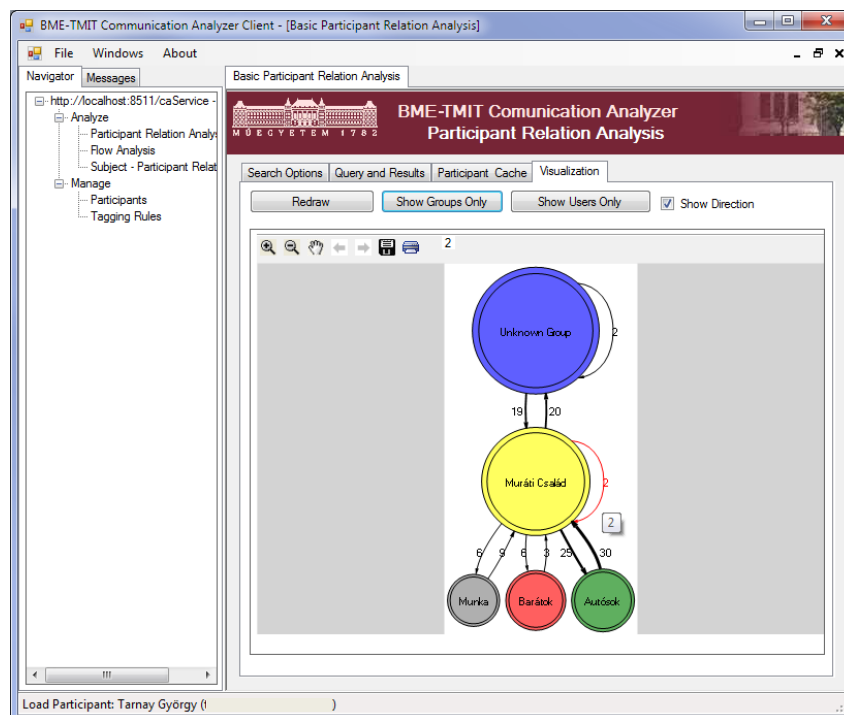 BME-TMIT Communication Analyzer Client - [Basic Participant Relation Analysis]
File Windows About
Navigator Messages
Basic Participant Relation Analysis
http://localhost:8511/caService -
Analyze
Participant Relation Analys
Flow Analysis
Subject - Participant Relat
Manage
Participants
Tagging Rules
MŰEGYETEM 1782
BME-TMIT Comunication Analyzer
Participant Relation Analysis
Search Options Query and Results Participant Cache Visualization
Redraw Show Groups Only Show Users Only Show Direction
2
Unknown Group
2
19 20
Muráti Család
2
2
6 9 6 3 25 30
Munka Barátok Autósok
Load Participant: Tarnay György ( )